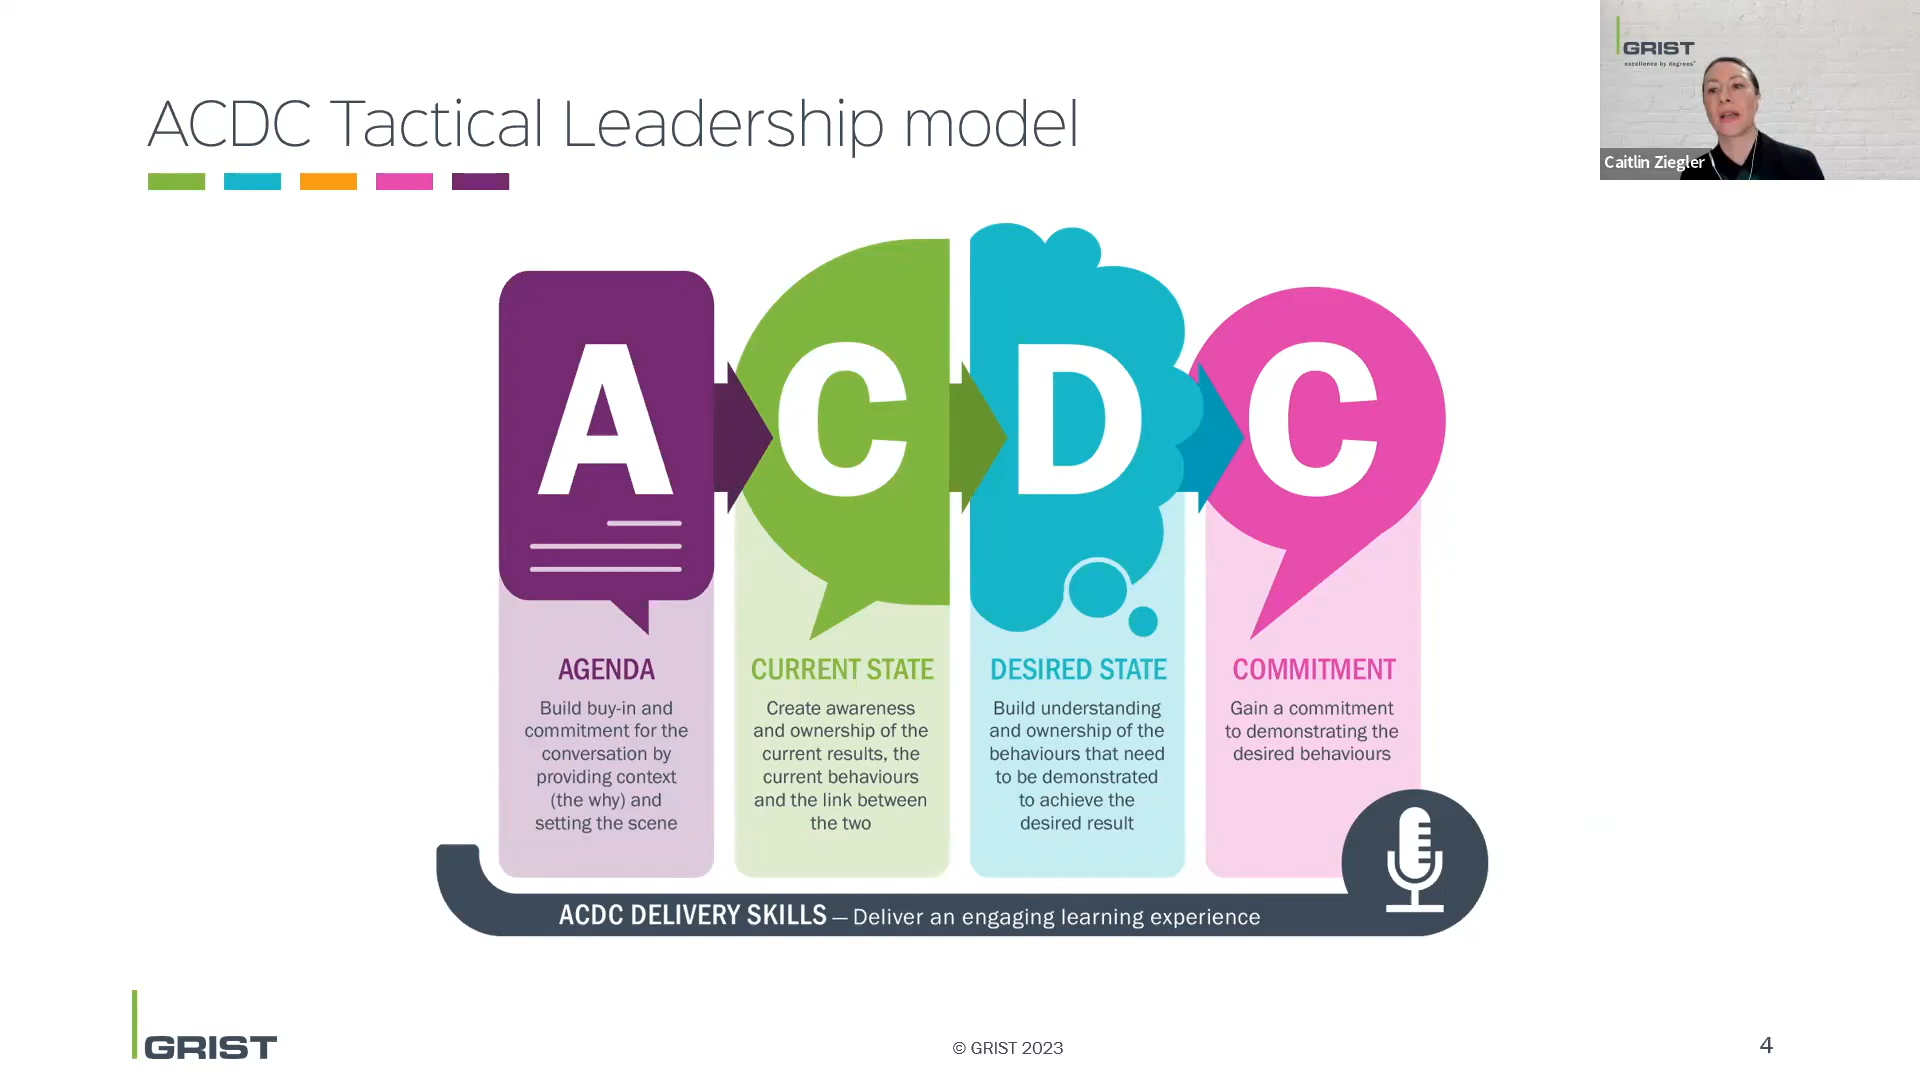 ACDC Tactical Leadership model
GRIST
excellence by degrees™
Caitlin Ziegler
A C D C
AGENDA
Build buy-in and
commitment for the
conversation by
providing context
(the why) and
setting the scene
CURRENT STATE
Create awareness
and ownership of the
current results, the
current behaviours
and the link between
the two
DESIRED STATE
Build understanding
and ownership of the
behaviours that need
to be demonstrated
to achieve the
desired result
COMMITMENT
Gain a commitment
to demonstrating the
desired behaviours
ACDC DELIVERY SKILLS — Deliver an engaging learning experience
GRIST
© GRIST 2023
4